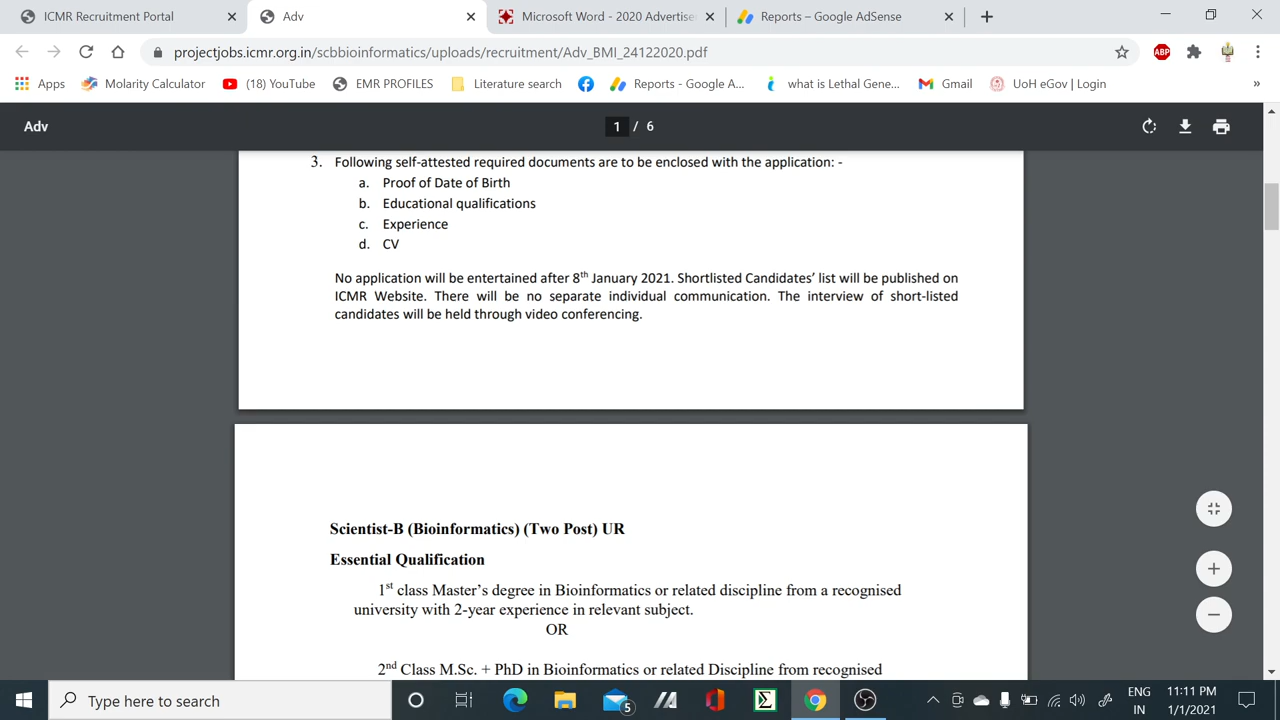 ICMR Recruitment Portal
Adv
Microsoft Word - 2020 Advertise
Reports – Google AdSense
projectjobs.icmr.org.in/scbbioinformatics/uploads/recruitment/Adv_BMI_24122020.pdf
ABP
Apps
Molarity Calculator
(18) YouTube
EMR PROFILES
Literature search
Reports - Google A...
what is Lethal Gene...
Gmail
UoH eGov | Login
»
Adv
1 / 6
3. Following self-attested required documents are to be enclosed with the application: -
a. Proof of Date of Birth
b. Educational qualifications
c. Experience
d. CV
No application will be entertained after 8th January 2021. Shortlisted Candidates’ list will be published on
ICMR Website. There will be no separate individual communication. The interview of short-listed
candidates will be held through video conferencing.
Scientist-B (Bioinformatics) (Two Post) UR
Essential Qualification
1st class Master’s degree in Bioinformatics or related discipline from a recognised
university with 2-year experience in relevant subject.
OR
2nd Class M.Sc. + PhD in Bioinformatics or related Discipline from recognised
Type here to search
5
ENG
IN
11:11 PM
1/1/2021